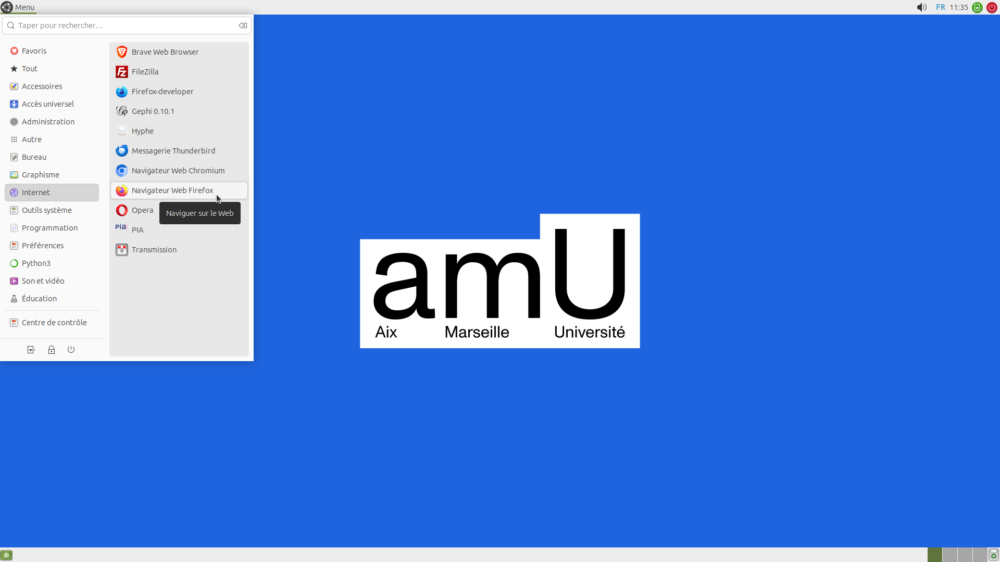 Menu
FR 11:35
Taper pour rechercher...
Favoris
Tout
Accessoires
Accès universel
Administration
Autre
Bureau
Graphisme
Internet
Outils système
Programmation
Préférences
Python3
Son et vidéo
Éducation
Centre de contrôle
Brave Web Browser
Fz FileZilla
Firefox-developer
Gephi 0.10.1
hyphe Hyphe
Messagerie Thunderbird
Navigateur Web Chromium
Navigateur Web Firefox
Opera
Naviguer sur le Web
Pia PIA
Transmission
amU
Aix Marseille Université